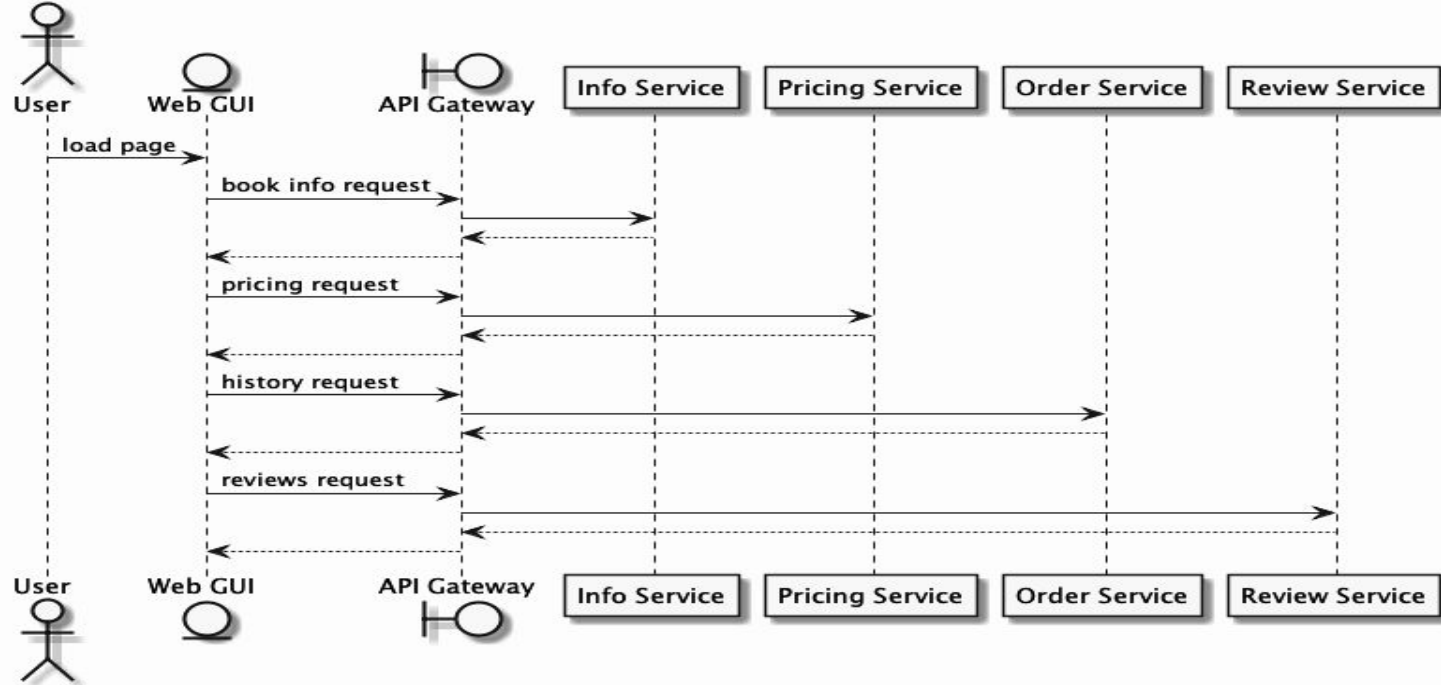 User
Web GUI
API Gateway
Info Service
Pricing Service
Order Service
Review Service
load page
book info request
pricing request
history request
reviews request
User
Web GUI
API Gateway
Info Service
Pricing Service
Order Service
Review Service